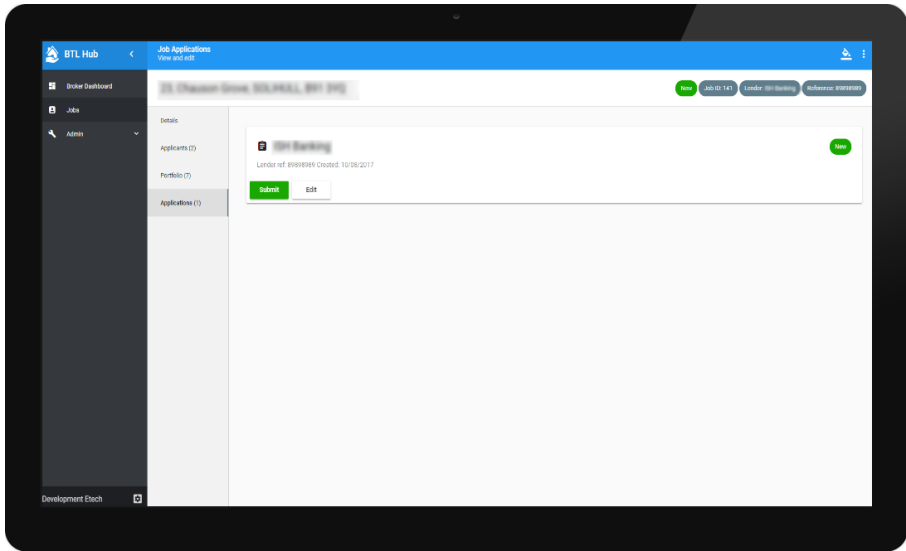 BTL Hub
Job Applications
View and edit
Broker Dashboard
Jobs
Admin
New
Job ID: 141
Lender:
Reference: 89898989
Details
Applicants (2)
Portfolio (7)
Applications (1)
New
Lender ref: 89898989 Created: 10/08/2017
Submit
Edit
Development Etech